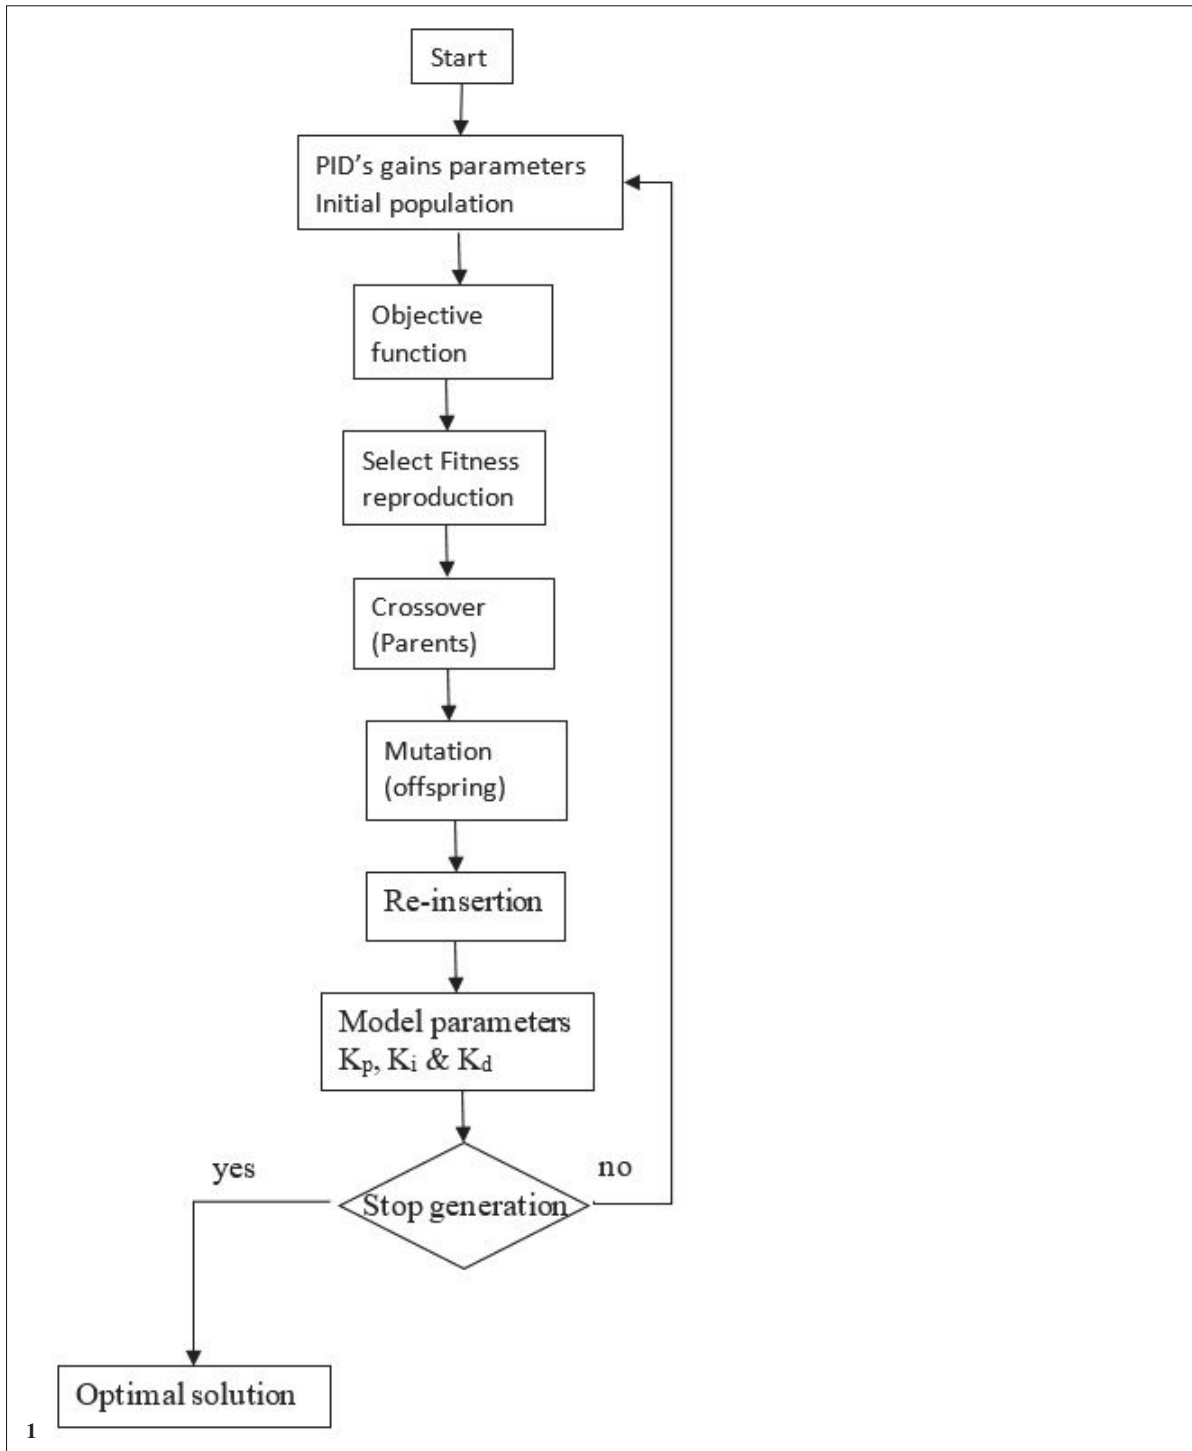 Start
PID’s gains parameters
Initial population
Objective
function
Select Fitness
reproduction
Crossover
(Parents)
Mutation
(offspring)
Re-insertion
Model parameters
Kp, Ki & Kd
yes
no
Stop generation
Optimal solution
1